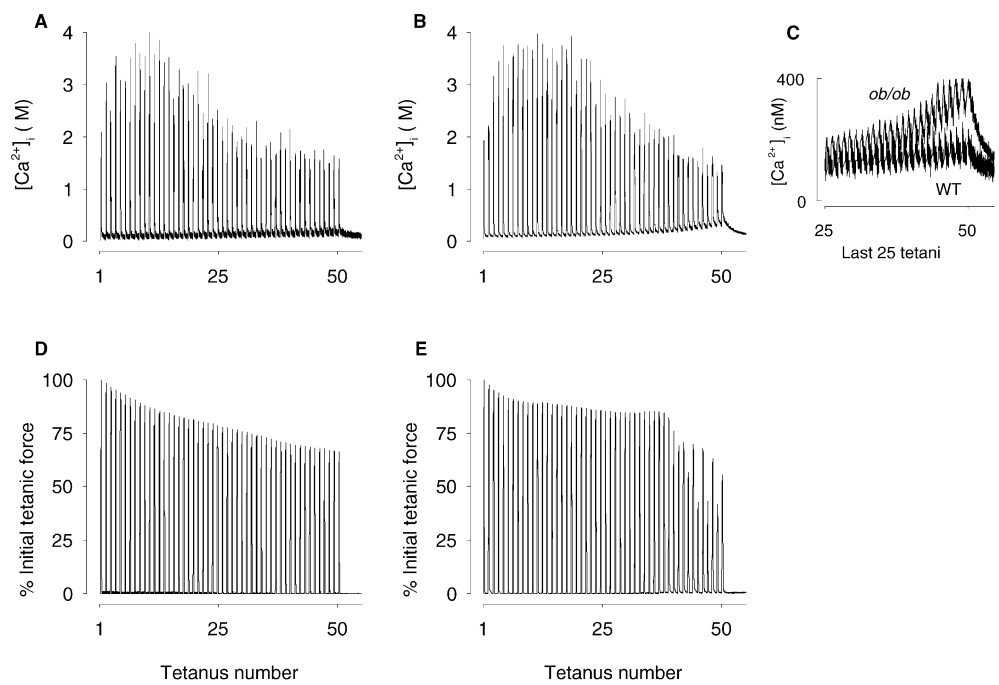 A
[Ca2+]i ( M)
4
3
2
1
0
1 25 50
B
[Ca2+]i ( M)
4
3
2
1
0
1 25 50
C
[Ca2+]i (nM)
400
0
ob/ob
WT
25 50
Last 25 tetani
D
% Initial tetanic force
100
75
50
25
0
1 25 50
Tetanus number
E
% Initial tetanic force
100
75
50
25
0
1 25 50
Tetanus number